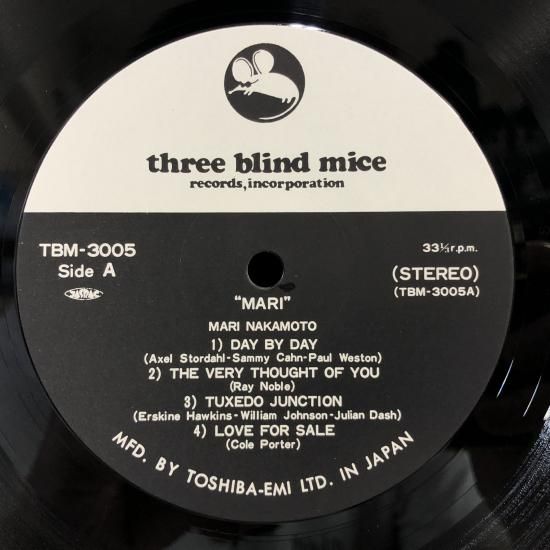 three blind mice
records, incorporation
TBM-3005
33⅓ r.p.m.
Side A
(STEREO)
JASRAC
(TBM-3005A)
"MARI"
MARI NAKAMOTO
1) DAY BY DAY
(Axel Stordahl-Sammy Cahn-Paul Weston)
2) THE VERY THOUGHT OF YOU
(Ray Noble)
3) TUXEDO JUNCTION
(Erskine Hawkins-William Johnson-Julian Dash)
4) LOVE FOR SALE
(Cole Porter)
MFD. BY TOSHIBA-EMI LTD. IN JAPAN